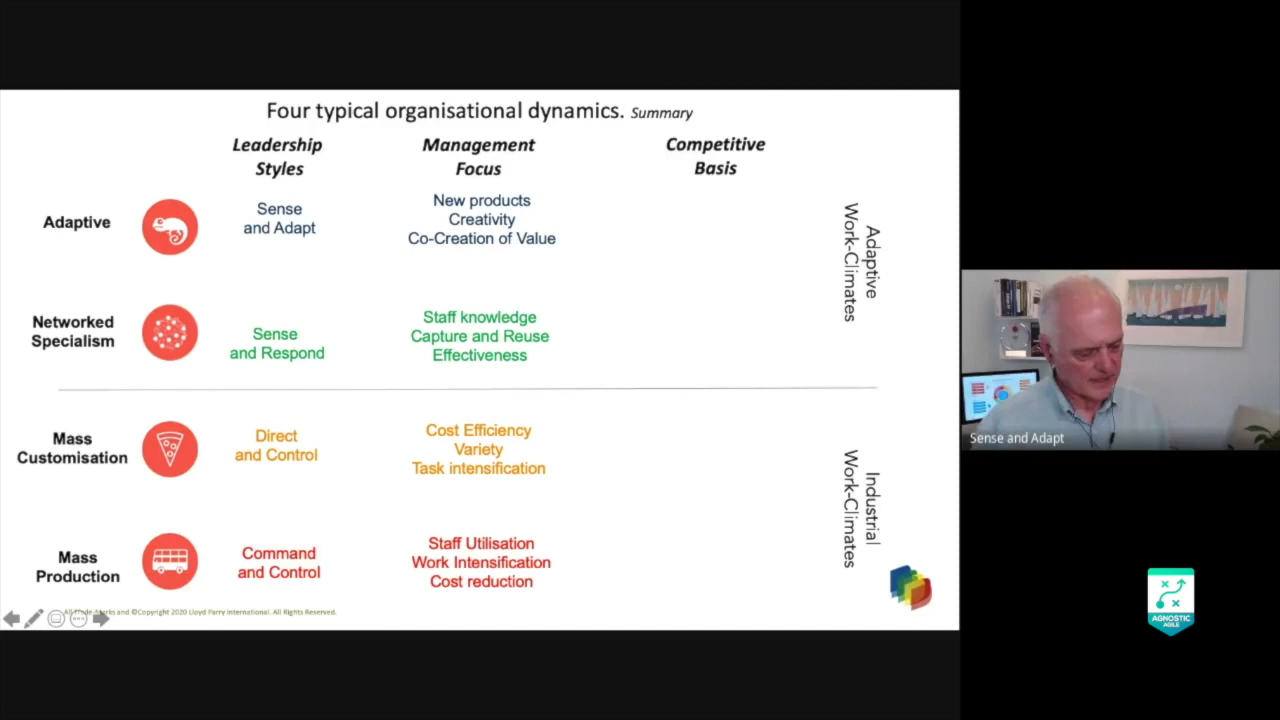 Four typical organisational dynamics. Summary
Leadership
Styles
Management
Focus
Competitive
Basis
Adaptive
Sense
and Adapt
New products
Creativity
Co-Creation of Value
Adaptive
Work-Climates
Networked
Specialism
Sense
and Respond
Staff knowledge
Capture and Reuse
Effectiveness
Mass
Customisation
Direct
and Control
Cost Efficiency
Variety
Task intensification
Industrial
Work-Climates
Mass
Production
Command
and Control
Staff Utilisation
Work Intensification
Cost reduction
All Trade-Marks and ©Copyright 2020 Lloyd Parry International. All Rights Reserved.
Sense and Adapt
AGNOSTIC
AGILE